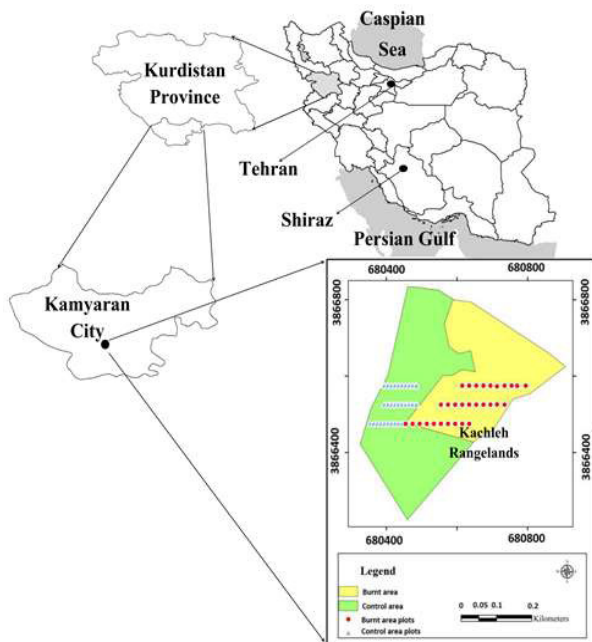 Caspian
Sea
Kurdistan
Province
Tehran
Shiraz
Persian Gulf
Kamyaran
City
680400
680800
3866800
3866800
Kachleh
Rangelands
3866400
3866400
680400
680800
Legend
Burnt area
Control area
Burnt area plots
Control area plots
0 0.05 0.1 0.2
Kilometers